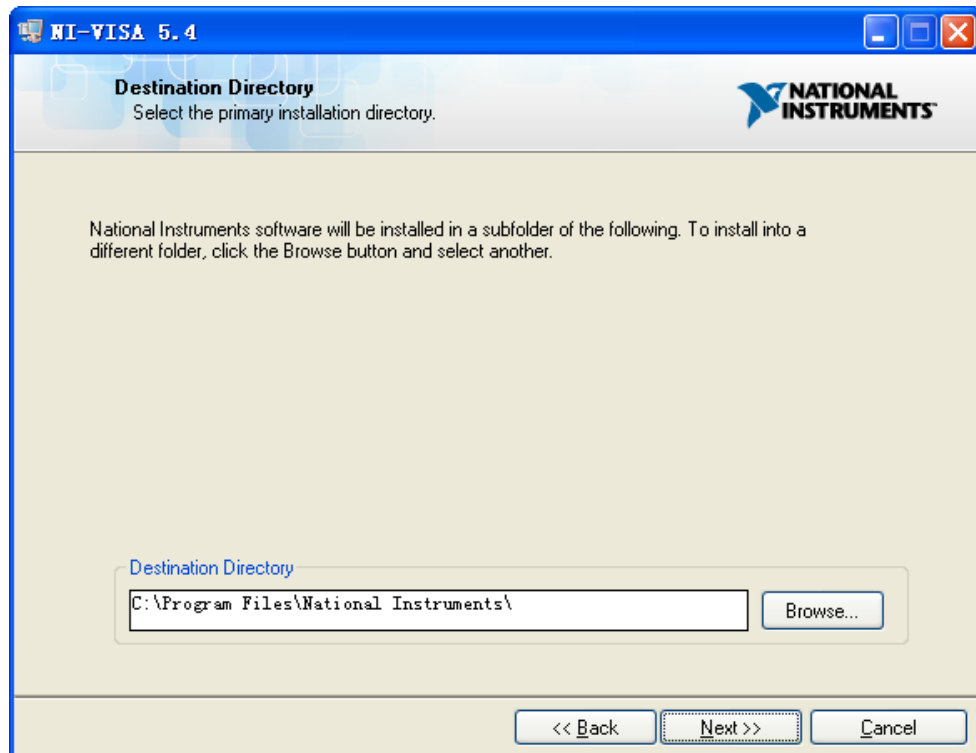 NI-VISA 5.4
Destination Directory
Select the primary installation directory.
NATIONAL
INSTRUMENTS™
National Instruments software will be installed in a subfolder of the following. To install into a
different folder, click the Browse button and select another.
Destination Directory
C:\Program Files\National Instruments\
Browse...
<< Back
Next >>
Cancel